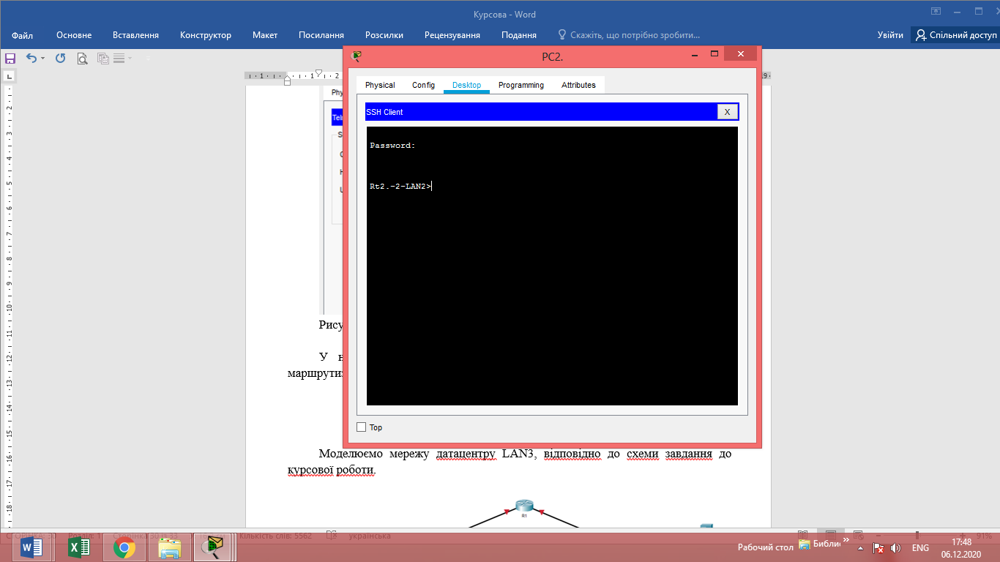 Курсова - Word
Файл Основне Вставлення Конструктор Макет Посилання Розсилки Рецензування Подання Скажіть, що потрібно зробити... Увійти Спільний доступ
PC2.
Physical Config Desktop Programming Attributes
SSH Client X
Password:
Rt2.-2-LAN2>
Top
Рису
У н
маршрути
Моделюємо мережу датацентру LAN3, відповідно до схеми завдання до
курсової роботи.
R1
Кількість слів: 5562 українська 91%
Рабочий стол Библи » ENG 17:48
06.12.2020